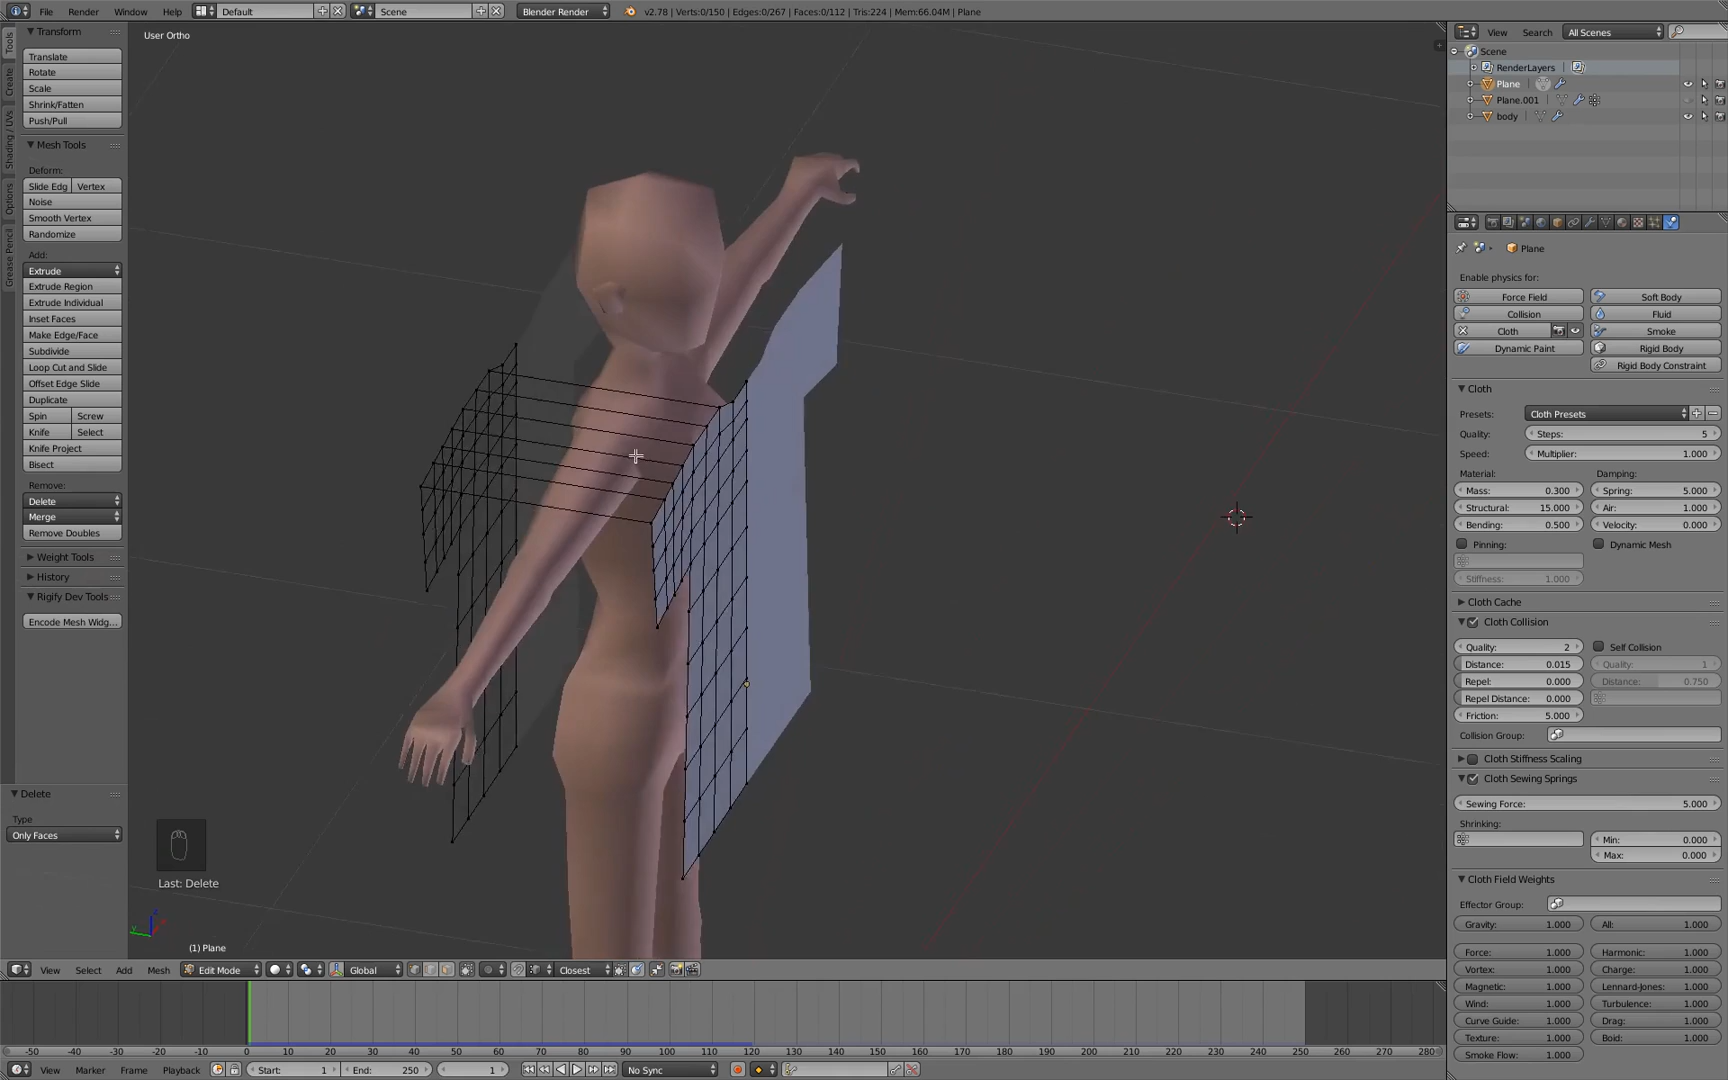 File Render Window Help Default Scene Blender Render v2.78 | Verts:0/150 | Edges:0/267 | Faces:0/112 | Tris:224 | Mem:66.04M | Plane
User Ortho
Tools
Create
Shading / UVs
Options
Grease Pencil
Transform
Translate
Rotate
Scale
Shrink/Fatten
Push/Pull
Mesh Tools
Deform:
Slide Edg Vertex
Noise
Smooth Vertex
Randomize
Add:
Extrude
Extrude Region
Extrude Individual
Inset Faces
Make Edge/Face
Subdivide
Loop Cut and Slide
Offset Edge Slide
Duplicate
Spin Screw
Knife Select
Knife Project
Bisect
Remove:
Delete
Merge
Remove Doubles
Weight Tools
History
Rigify Dev Tools
Encode Mesh Widg...
Delete
Type
Only Faces
Last: Delete
(1) Plane
View Select Add Mesh Edit Mode Global Closest
-50 -40 -30 -20 -10 0 10 20 30 40 50 60 70 80 90 100 110 120 130 140 150 160 170 180 190 200 210 220 230 240 250 260 270 280
View Marker Frame Playback Start: 1 End: 250 1 No Sync
View Search All Scenes
Scene
RenderLayers
Plane
Plane.001
body
Plane
Enable physics for:
Force Field Soft Body
Collision Fluid
Cloth Smoke
Dynamic Paint Rigid Body
Rigid Body Constraint
Cloth
Presets: Cloth Presets
Quality: Steps: 5
Speed: Multiplier: 1.000
Material: Damping:
Mass: 0.300 Spring: 5.000
Structural: 15.000 Air: 1.000
Bending: 0.500 Velocity: 0.000
Pinning: Dynamic Mesh
Stiffness: 1.000
Cloth Cache
Cloth Collision
Quality: 2 Self Collision
Distance: 0.015 Quality: 1
Repel: 0.000 Distance: 0.750
Repel Distance: 0.000
Friction: 5.000
Collision Group:
Cloth Stiffness Scaling
Cloth Sewing Springs
Sewing Force: 5.000
Shrinking:
Min: 0.000
Max: 0.000
Cloth Field Weights
Effector Group:
Gravity: 1.000 All: 1.000
Force: 1.000 Harmonic: 1.000
Vortex: 1.000 Charge: 1.000
Magnetic: 1.000 Lennard-Jones: 1.000
Wind: 1.000 Turbulence: 1.000
Curve Guide: 1.000 Drag: 1.000
Texture: 1.000 Boid: 1.000
Smoke Flow: 1.000